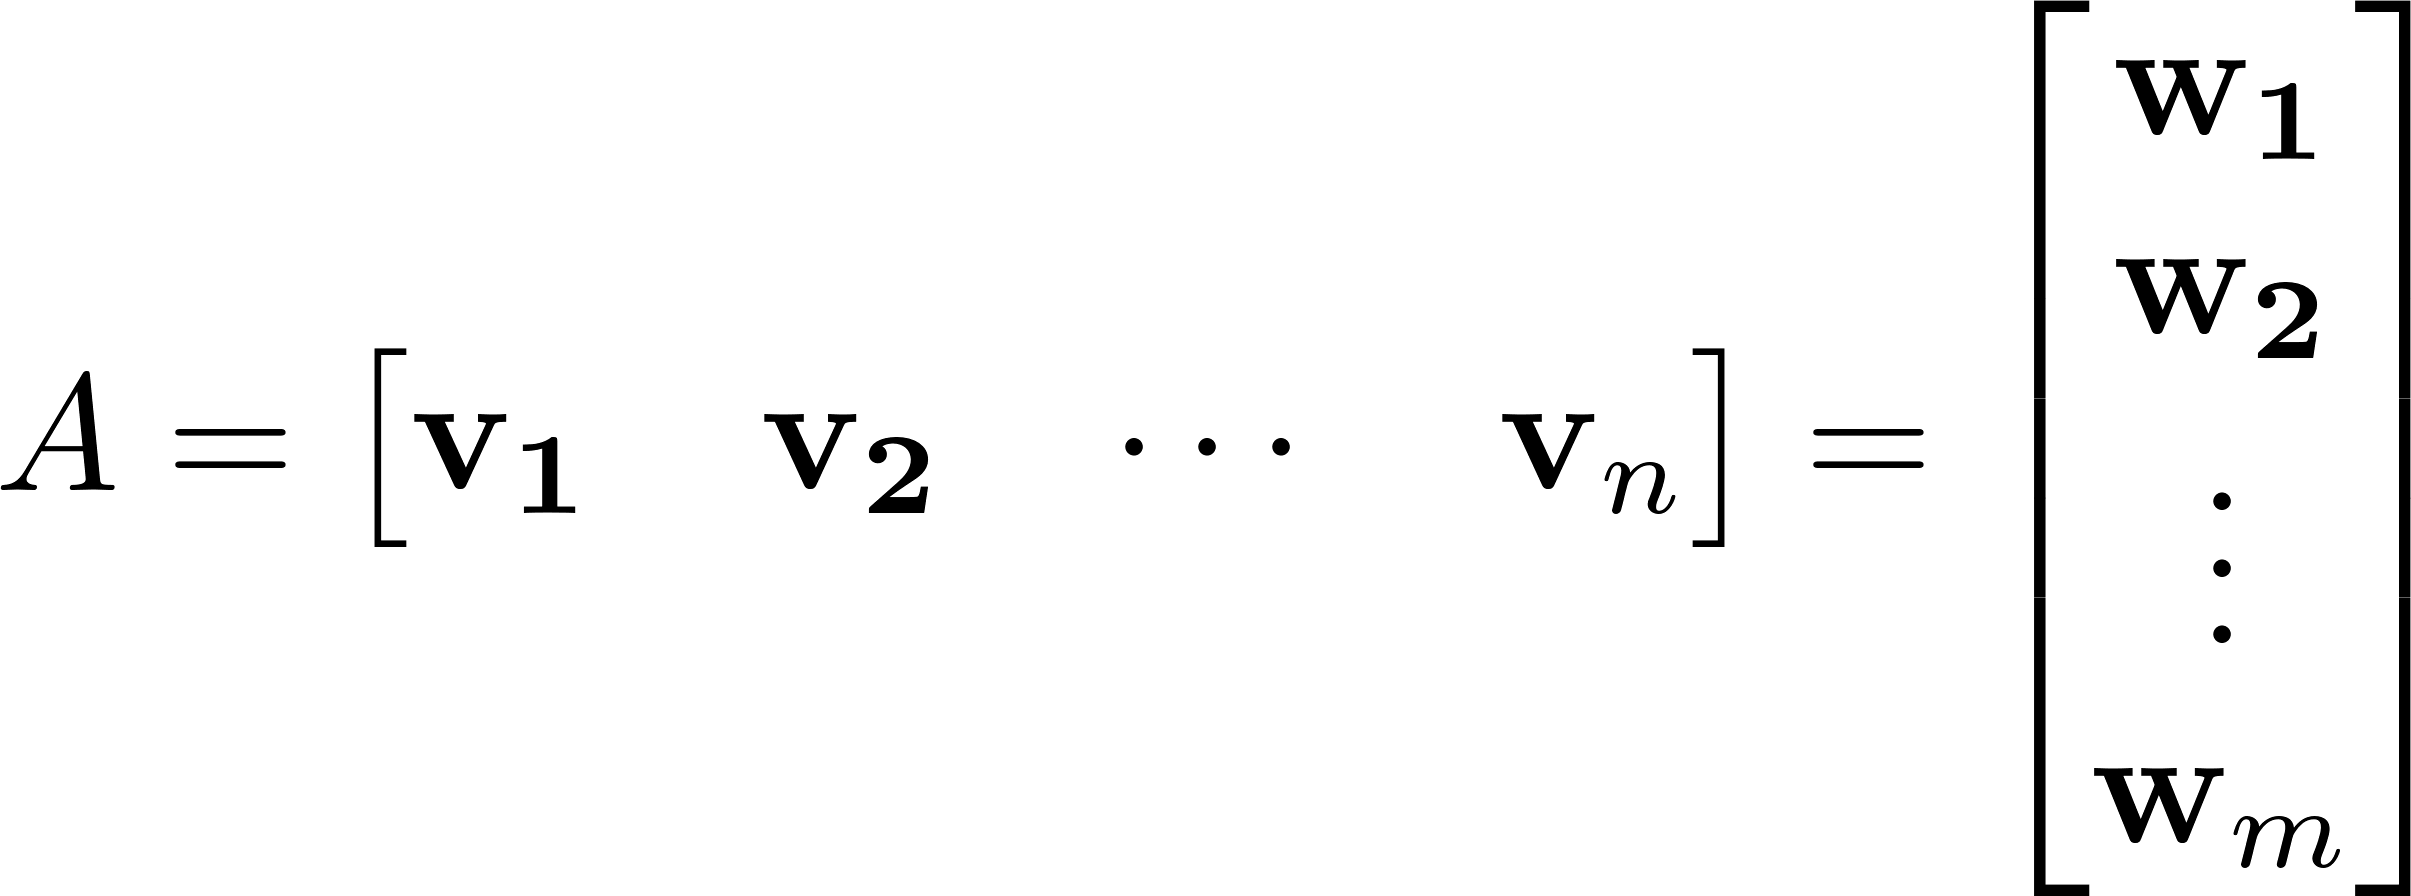 A = [v₁ v₂ ⋯ vₙ] = [w₁
w₂
⋮
wₘ]